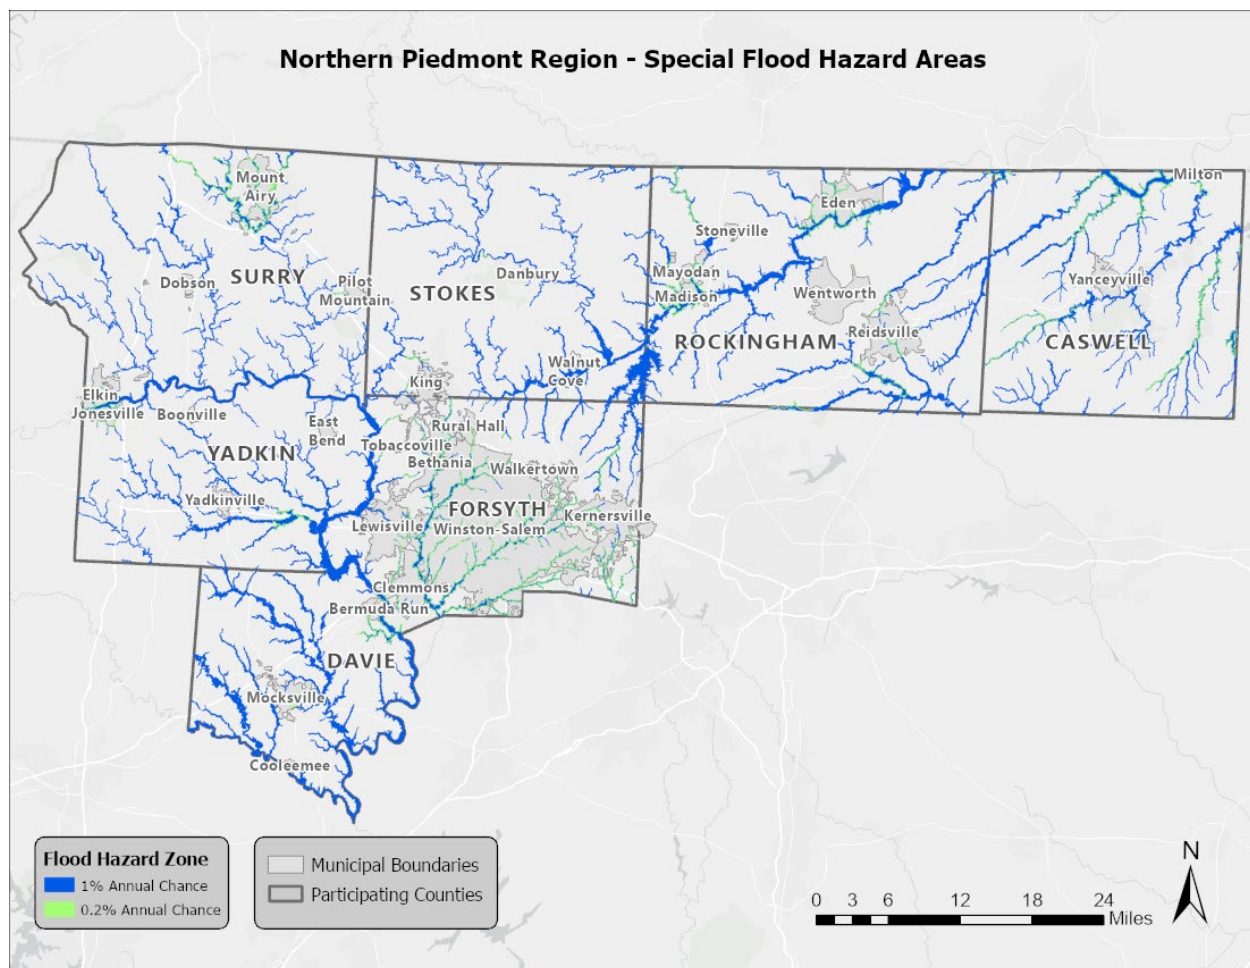 Northern Piedmont Region - Special Flood Hazard Areas
Mount
Airy
Milton
Eden
Stoneville
Dobson
SURRY
Pilot
Mountain
STOKES
Danbury
Mayodan
Madison
Wentworth
Yanceyville
ROCKINGHAM
Reidsville
CASWELL
Walnut
Cove
King
Elkin
Jonesville
Boonville
East
Bend
Rural Hall
Tobaccoville
YADKIN
Bethania
Walkertown
Yadkinville
FORSYTH
Lewisville
Winston-Salem
Kernersville
Clemmons
Bermuda Run
DAVIE
Mocksville
Cooleemee
Flood Hazard Zone
1% Annual Chance
0.2% Annual Chance
Municipal Boundaries
Participating Counties
N
0 3 6 12 18 24
Miles